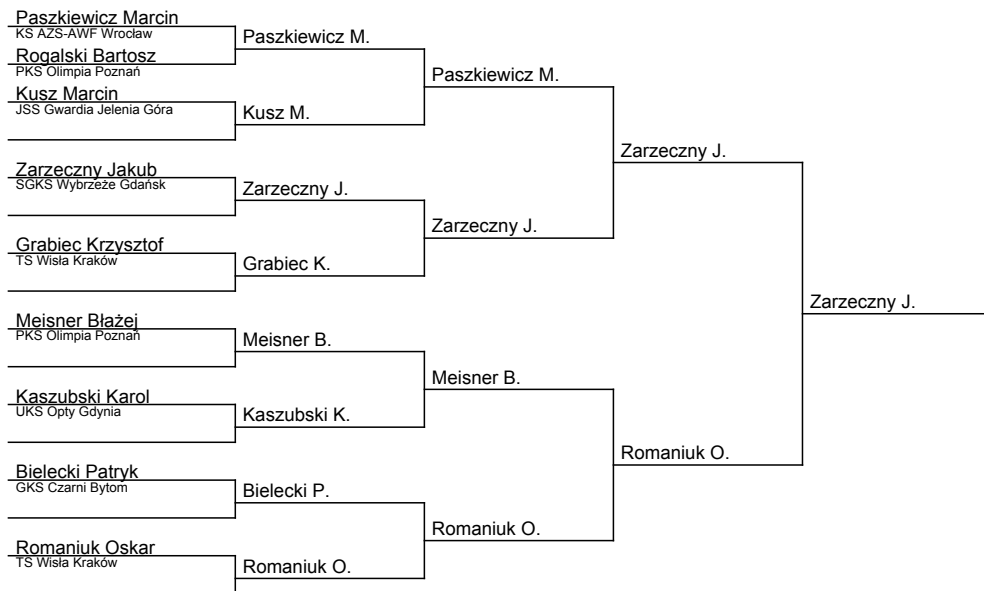 Paszkiewicz Marcin
KS AZS-AWF Wrocław
Rogalski Bartosz
PKS Olimpia Poznań
Kusz Marcin
JSS Gwardia Jelenia Góra
Zarzeczny Jakub
SGKS Wybrzeże Gdańsk
Grabiec Krzysztof
TS Wisła Kraków
Meisner Błażej
PKS Olimpia Poznań
Kaszubski Karol
UKS Opty Gdynia
Bielecki Patryk
GKS Czarni Bytom
Romaniuk Oskar
TS Wisła Kraków
Paszkiewicz M.
Kusz M.
Zarzeczny J.
Grabiec K.
Meisner B.
Kaszubski K.
Bielecki P.
Romaniuk O.
Paszkiewicz M.
Zarzeczny J.
Meisner B.
Romaniuk O.
Zarzeczny J.
Romaniuk O.
Zarzeczny J.